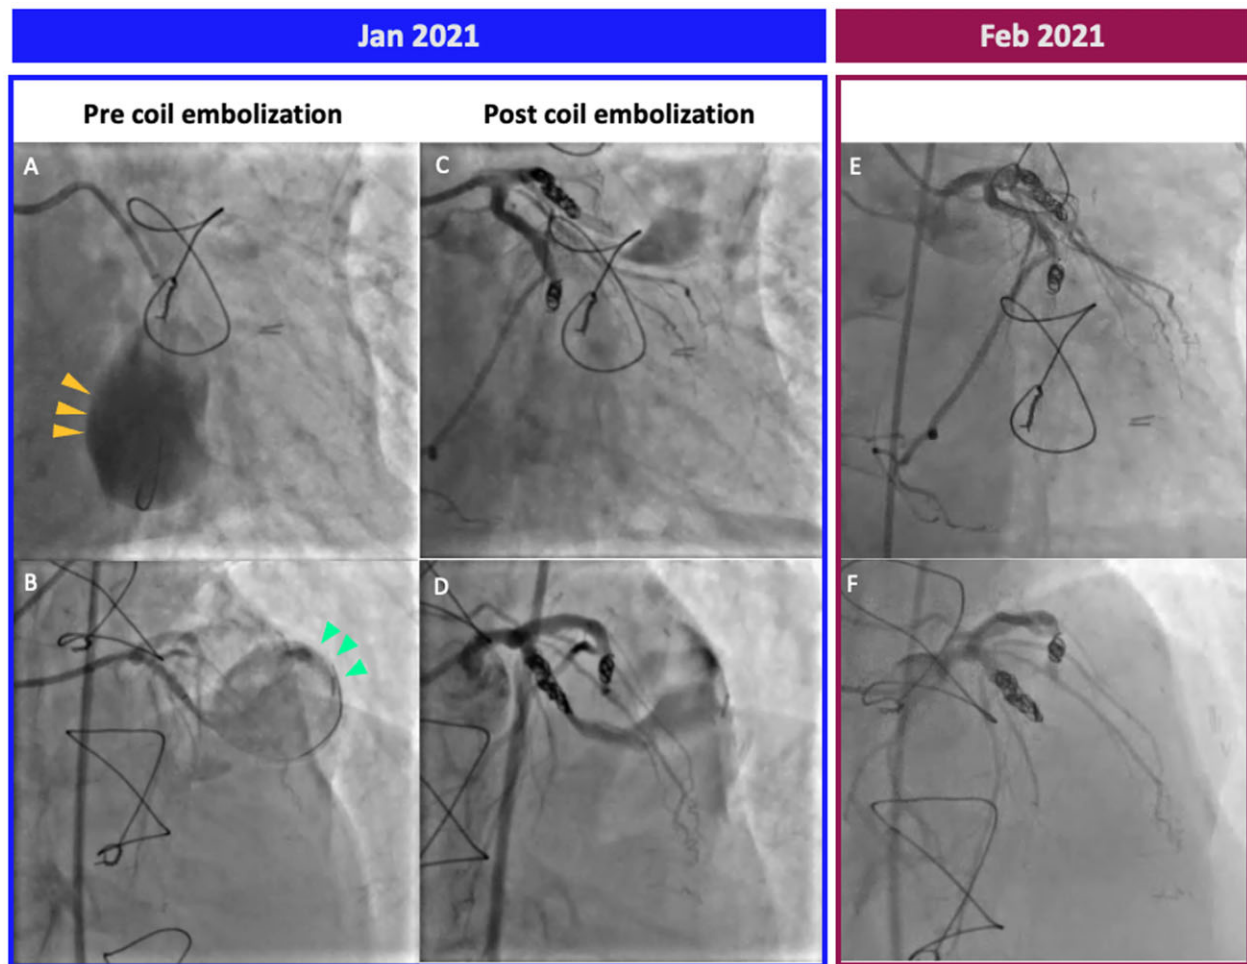 Jan 2021
Feb 2021
Pre coil embolization
Post coil embolization
A
C
E
B
D
F